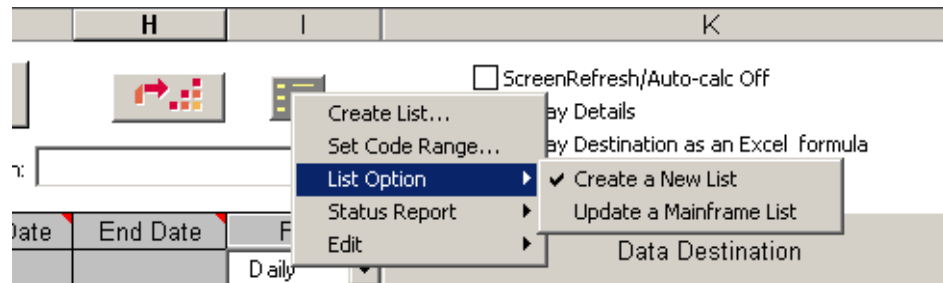 H I K
ScreenRefresh/Auto-calc Off
Create List... ay Details
Set Code Range... ay Destination as an Excel formula
n:
List Option ✔ Create a New List
Status Report Update a Mainframe List
Date End Date F
Edit Data Destination
Daily